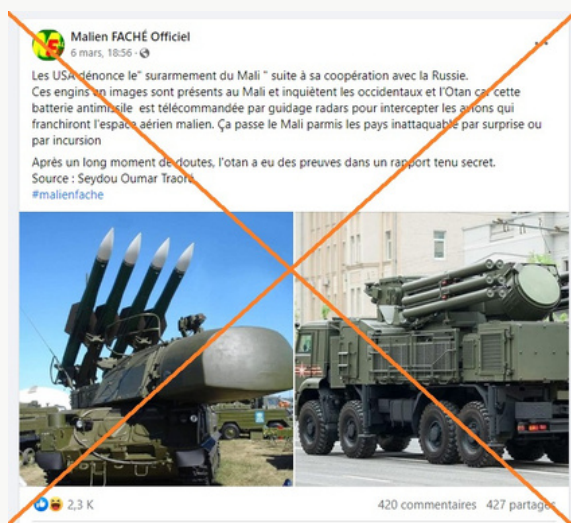 Malien FACHÉ Officiel
6 mars, 18:56 ·
Les USA dénonce le" surarmement du Mali " suite à sa coopération avec la Russie.
Ces engins en images sont présents au Mali et inquiètent les occidentaux et l'Otan car cette
batterie antimissile est télécommandée par guidage radars pour intercepter les avions qui
franchiront l'espace aérien malien. Ça passe le Mali parmis les pays inattaquable par surprise ou
par incursion
Après un long moment de doutes, l'otan a eu des preuves dans un rapport tenu secret.
Source : Seydou Oumar Traoré
#malienfache
2,3 K
420 commentaires 427 partages